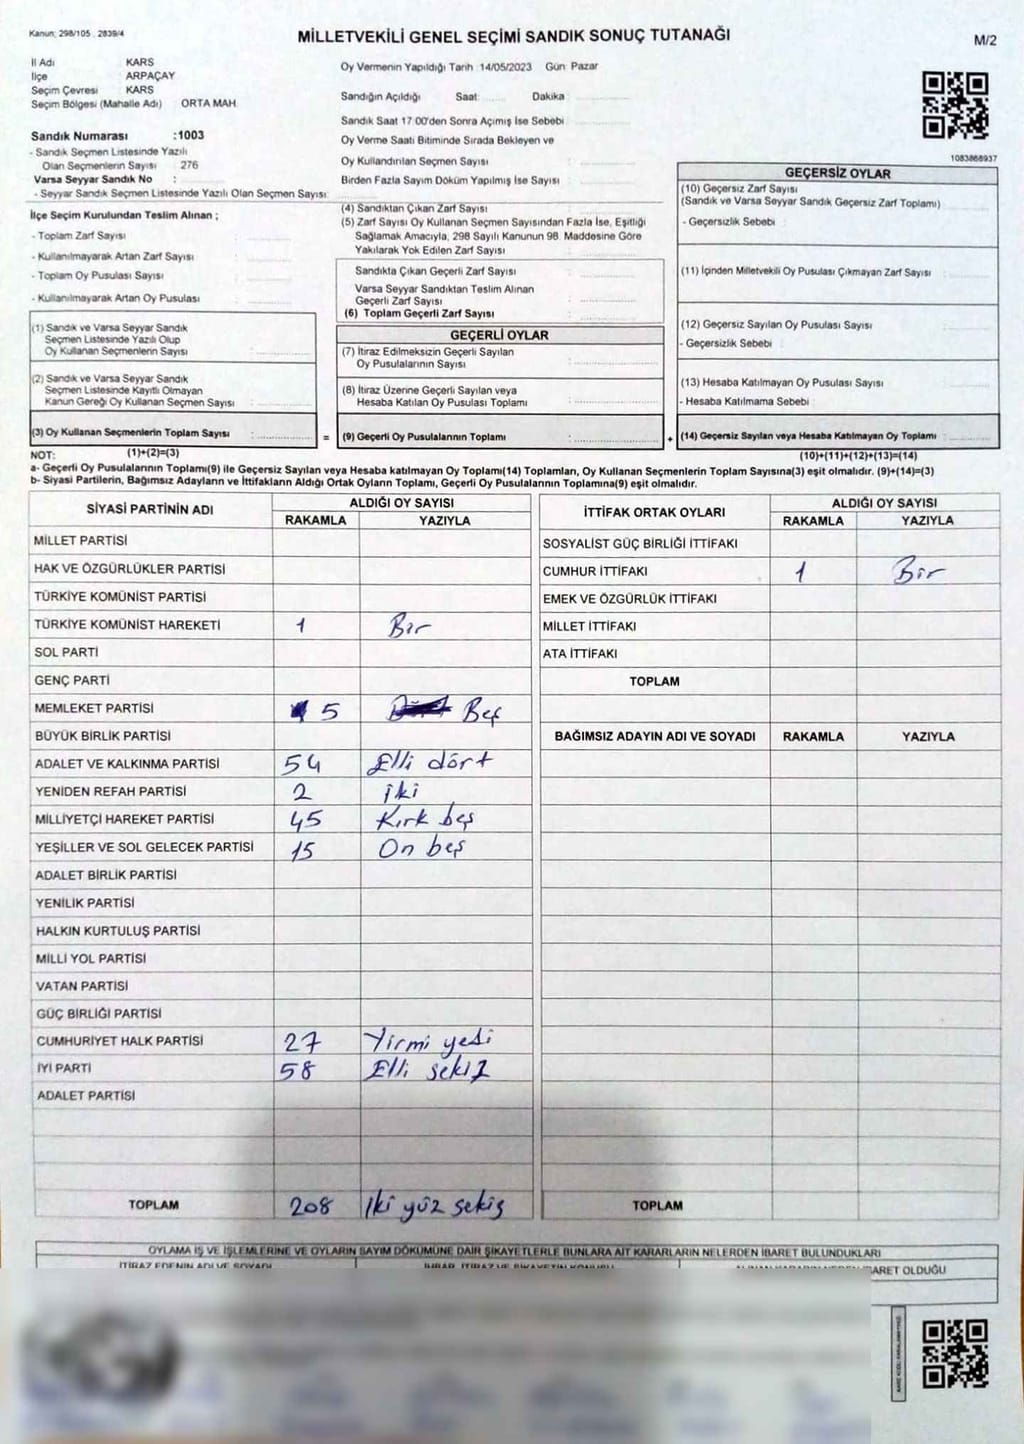 Kanun: 298/105 , 2839/4
MİLLETVEKİLİ GENEL SEÇİMİ SANDIK SONUÇ TUTANAĞI
M/2
İl Adı KARS
İlçe ARPAÇAY
Seçim Çevresi KARS
Seçim Bölgesi (Mahalle Adı) ORTA MAH.
Sandık Numarası :1003
- Sandık Seçmen Listesinde Yazılı
Olan Seçmenlerin Sayısı : 276
Varsa Seyyar Sandık No :
- Seyyar Sandık Seçmen Listesinde Yazılı Olan Seçmen Sayısı:
Oy Vermenin Yapıldığı Tarih 14/05/2023 Gün: Pazar
Sandığın Açıldığı Saat: Dakika
Sandık Saat 17:00'den Sonra Açılmış İse Sebebi :
Oy Verme Saati Bitiminde Sırada Bekleyen ve
Oy Kullandırılan Seçmen Sayısı :
Birden Fazla Sayım Döküm Yapılmış İse Sayısı :
1083868937
İlçe Seçim Kurulundan Teslim Alınan ;
- Toplam Zarf Sayısı :
- Kullanılmayarak Artan Zarf Sayısı :
- Toplam Oy Pusulası Sayısı :
- Kullanılmayarak Artan Oy Pusulası :
(4) Sandıktan Çıkan Zarf Sayısı :
(5) Zarf Sayısı Oy Kullanan Seçmen Sayısından Fazla İse, Eşitliği
Sağlamak Amacıyla, 298 Sayılı Kanunun 98. Maddesine Göre
Yakılarak Yok Edilen Zarf Sayısı :
Sandıkta Çıkan Geçerli Zarf Sayısı :
Varsa Seyyar Sandıktan Teslim Alınan
Geçerli Zarf Sayısı :
(6) Toplam Geçerli Zarf Sayısı :
GEÇERSİZ OYLAR
(10) Geçersiz Zarf Sayısı
(Sandık ve Varsa Seyyar Sandık Geçersiz Zarf Toplamı) :
- Geçersizlik Sebebi :
(11) İçinden Milletvekili Oy Pusulası Çıkmayan Zarf Sayısı :
(12) Geçersiz Sayılan Oy Pusulası Sayısı :
- Geçersizlik Sebebi :
(13) Hesaba Katılmayan Oy Pusulası Sayısı :
- Hesaba Katılmama Sebebi :
(1) Sandık ve Varsa Seyyar Sandık
Seçmen Listesinde Yazılı Olup
Oy Kullanan Seçmenlerin Sayısı :
(2) Sandık ve Varsa Seyyar Sandık
Seçmen Listesinde Kayıtlı Olmayan
Kanun Gereği Oy Kullanan Seçmen Sayısı :
GEÇERLİ OYLAR
(7) İtiraz Edilmeksizin Geçerli Sayılan
Oy Pusulalarının Sayısı :
(8) İtiraz Üzerine Geçerli Sayılan veya
Hesaba Katılan Oy Pusulası Toplamı :
(3) Oy Kullanan Seçmenlerin Toplam Sayısı : = (9) Geçerli Oy Pusulalarının Toplamı : + (14) Geçersiz Sayılan veya Hesaba Katılmayan Oy Toplamı :
NOT: (1)+(2)=(3) (10)+(11)+(12)+(13)=(14)
a- Geçerli Oy Pusulalarının Toplamı(9) ile Geçersiz Sayılan veya Hesaba katılmayan Oy Toplamı(14) Toplamları, Oy Kullanan Seçmenlerin Toplam Sayısına(3) eşit olmalıdır. (9)+(14)=(3)
b- Siyasi Partilerin, Bağımsız Adayların ve İttifakların Aldığı Ortak Oyların Toplamı, Geçerli Oy Pusulalarının Toplamına(9) eşit olmalıdır.
SİYASİ PARTİNİN ADI ALDIĞI OY SAYISI
RAKAMLA YAZIYLA
MİLLET PARTİSİ
HAK VE ÖZGÜRLÜKLER PARTİSİ
TÜRKİYE KOMÜNİST PARTİSİ
TÜRKİYE KOMÜNİST HAREKETİ 1 Bir
SOL PARTİ
GENÇ PARTİ
MEMLEKET PARTİSİ 5 Beş
BÜYÜK BİRLİK PARTİSİ
ADALET VE KALKINMA PARTİSİ 54 Elli dört
YENİDEN REFAH PARTİSİ 2 iki
MİLLİYETÇİ HAREKET PARTİSİ 45 Kırk beş
YEŞİLLER VE SOL GELECEK PARTİSİ 15 On beş
ADALET BİRLİK PARTİSİ
YENİLİK PARTİSİ
HALKIN KURTULUŞ PARTİSİ
MİLLİ YOL PARTİSİ
VATAN PARTİSİ
GÜÇ BİRLİĞİ PARTİSİ
CUMHURİYET HALK PARTİSİ 27 Yirmi yedi
İYİ PARTİ 58 Elli sekiz
ADALET PARTİSİ
TOPLAM 208 İki yüz sekiz
İTTİFAK ORTAK OYLARI ALDIĞI OY SAYISI
RAKAMLA YAZIYLA
SOSYALİST GÜÇ BİRLİĞİ İTTİFAKI
CUMHUR İTTİFAKI 1 Bir
EMEK VE ÖZGÜRLÜK İTTİFAKI
MİLLET İTTİFAKI
ATA İTTİFAKI
TOPLAM
BAĞIMSIZ ADAYIN ADI VE SOYADI RAKAMLA YAZIYLA
TOPLAM
OYLAMA İŞ VE İŞLEMLERİNE VE OYLARIN SAYIM DÖKÜMÜNE DAİR ŞİKAYETLERLE BUNLARA AİT KARARLARIN NELERDEN İBARET BULUNDUKLARI
İTİRAZ EDENİN ADI VE SOYADI
İBARET OLDUĞU